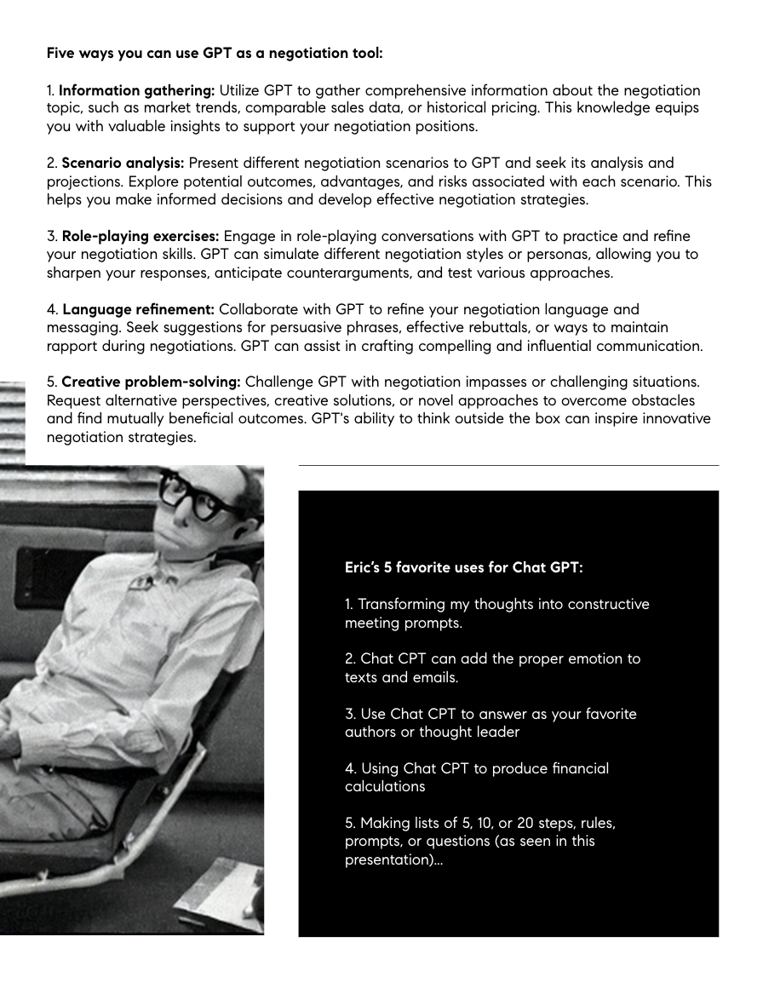 Five ways you can use GPT as a negotiation tool:
1. Information gathering: Utilize GPT to gather comprehensive information about the negotiation
topic, such as market trends, comparable sales data, or historical pricing. This knowledge equips
you with valuable insights to support your negotiation positions.
2. Scenario analysis: Present different negotiation scenarios to GPT and seek its analysis and
projections. Explore potential outcomes, advantages, and risks associated with each scenario. This
helps you make informed decisions and develop effective negotiation strategies.
3. Role-playing exercises: Engage in role-playing conversations with GPT to practice and refine
your negotiation skills. GPT can simulate different negotiation styles or personas, allowing you to
sharpen your responses, anticipate counterarguments, and test various approaches.
4. Language refinement: Collaborate with GPT to refine your negotiation language and
messaging. Seek suggestions for persuasive phrases, effective rebuttals, or ways to maintain
rapport during negotiations. GPT can assist in crafting compelling and influential communication.
5. Creative problem-solving: Challenge GPT with negotiation impasses or challenging situations.
Request alternative perspectives, creative solutions, or novel approaches to overcome obstacles
and find mutually beneficial outcomes. GPT's ability to think outside the box can inspire innovative
negotiation strategies.
Eric's 5 favorite uses for Chat GPT:
1. Transforming my thoughts into constructive
meeting prompts.
2. Chat CPT can add the proper emotion to
texts and emails.
3. Use Chat CPT to answer as your favorite
authors or thought leader
4. Using Chat CPT to produce financial
calculations
5. Making lists of 5, 10, or 20 steps, rules,
prompts, or questions (as seen in this
presentation)...